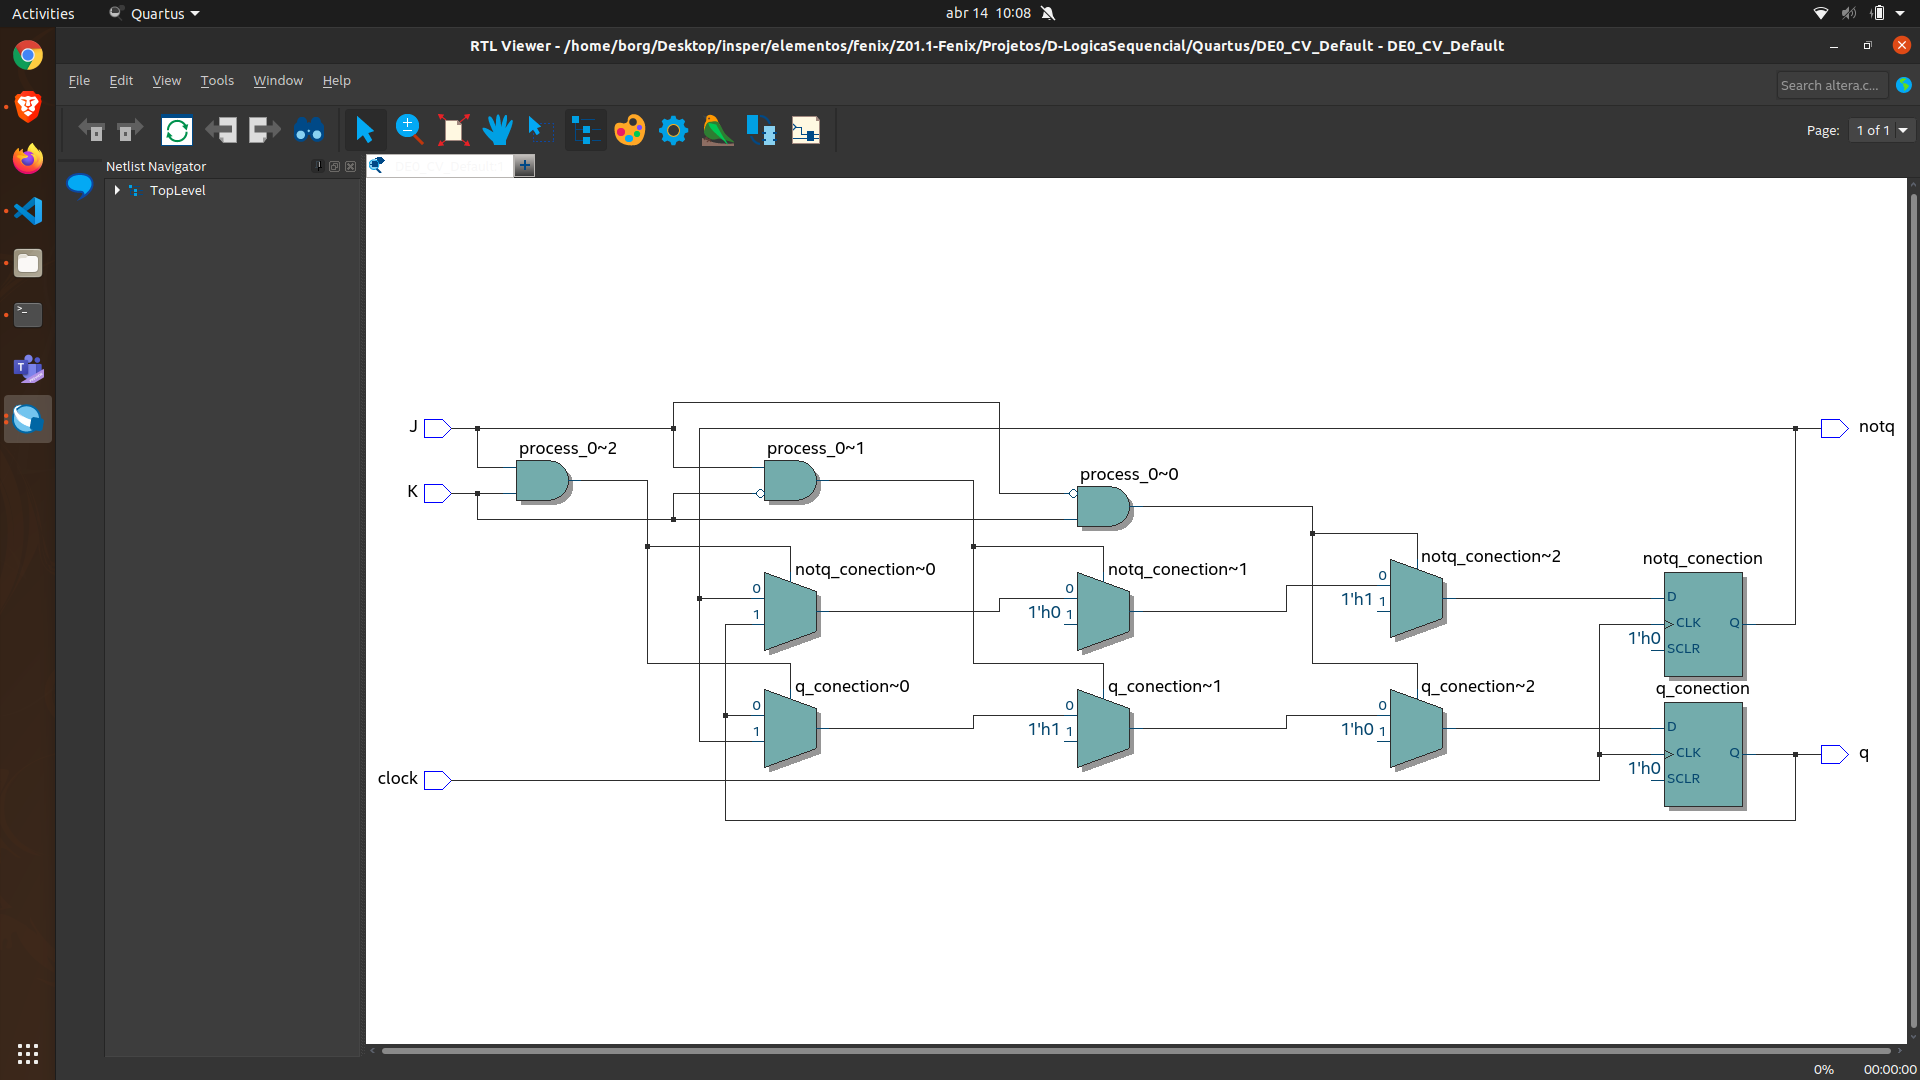 Activities
Quartus
abr 14 10:08
RTL Viewer - /home/borg/Desktop/insper/elementos/fenix/Z01.1-Fenix/Projetos/D-LogicaSequencial/Quartus/DE0_CV_Default - DE0_CV_Default
File Edit View Tools Window Help
Search altera.c...
Page: 1 of 1
Netlist Navigator
TopLevel
J
notq
process_0~2
process_0~1
process_0~0
K
notq_conection~0
notq_conection~1
notq_conection~2
notq_conection
0
1
0
1'h0 1
0
1'h1 1
D
CLK
Q
1'h0
SCLR
q_conection~0
q_conection~1
q_conection~2
q_conection
0
1
0
1'h1 1
0
1'h0 1
D
CLK
Q
1'h0
SCLR
q
clock
0% 00:00:00